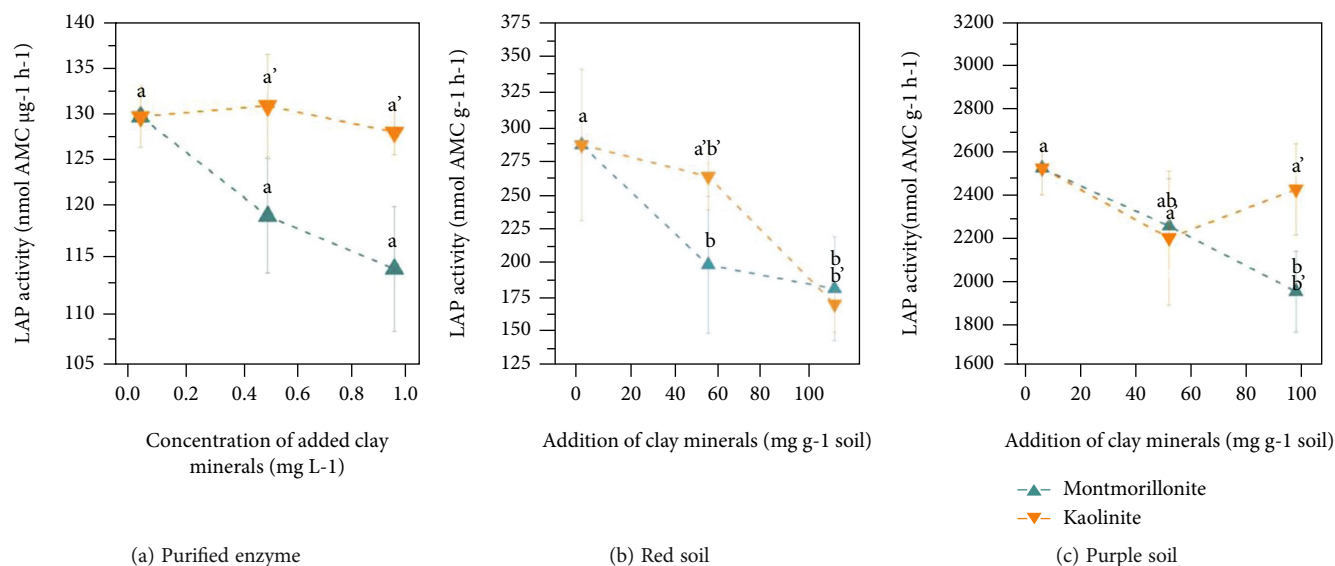 LAP activity (nmol AMC μg-1 h-1)
140
135
130
125
120
115
110
105
a
a'
a'
a
a
0.0 0.2 0.4 0.6 0.8 1.0
Concentration of added clay
minerals (mg L-1)
(a) Purified enzyme
LAP activity (nmol AMC g-1 h-1)
375
350
325
300
275
250
225
200
175
150
125
a
a'b'
b
b
b'
0 20 40 60 80 100
Addition of clay minerals (mg g-1 soil)
(b) Red soil
LAP activity(nmol AMC g-1 h-1)
3200
3000
2800
2600
2400
2200
2000
1800
1600
a
ab
a'
a'
b
b'
0 20 40 60 80 100
Addition of clay minerals (mg g-1 soil)
Montmorillonite
Kaolinite
(c) Purple soil